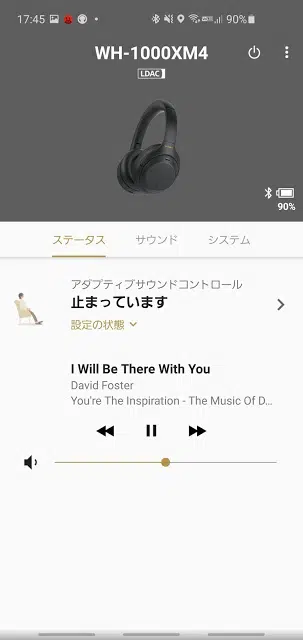 17:45 90%
WH-1000XM4
LDAC
90%
ステータス サウンド システム
アダプティブサウンドコントロール
止まっています
設定の状態
I Will Be There With You
David Foster
You're The Inspiration - The Music Of D...